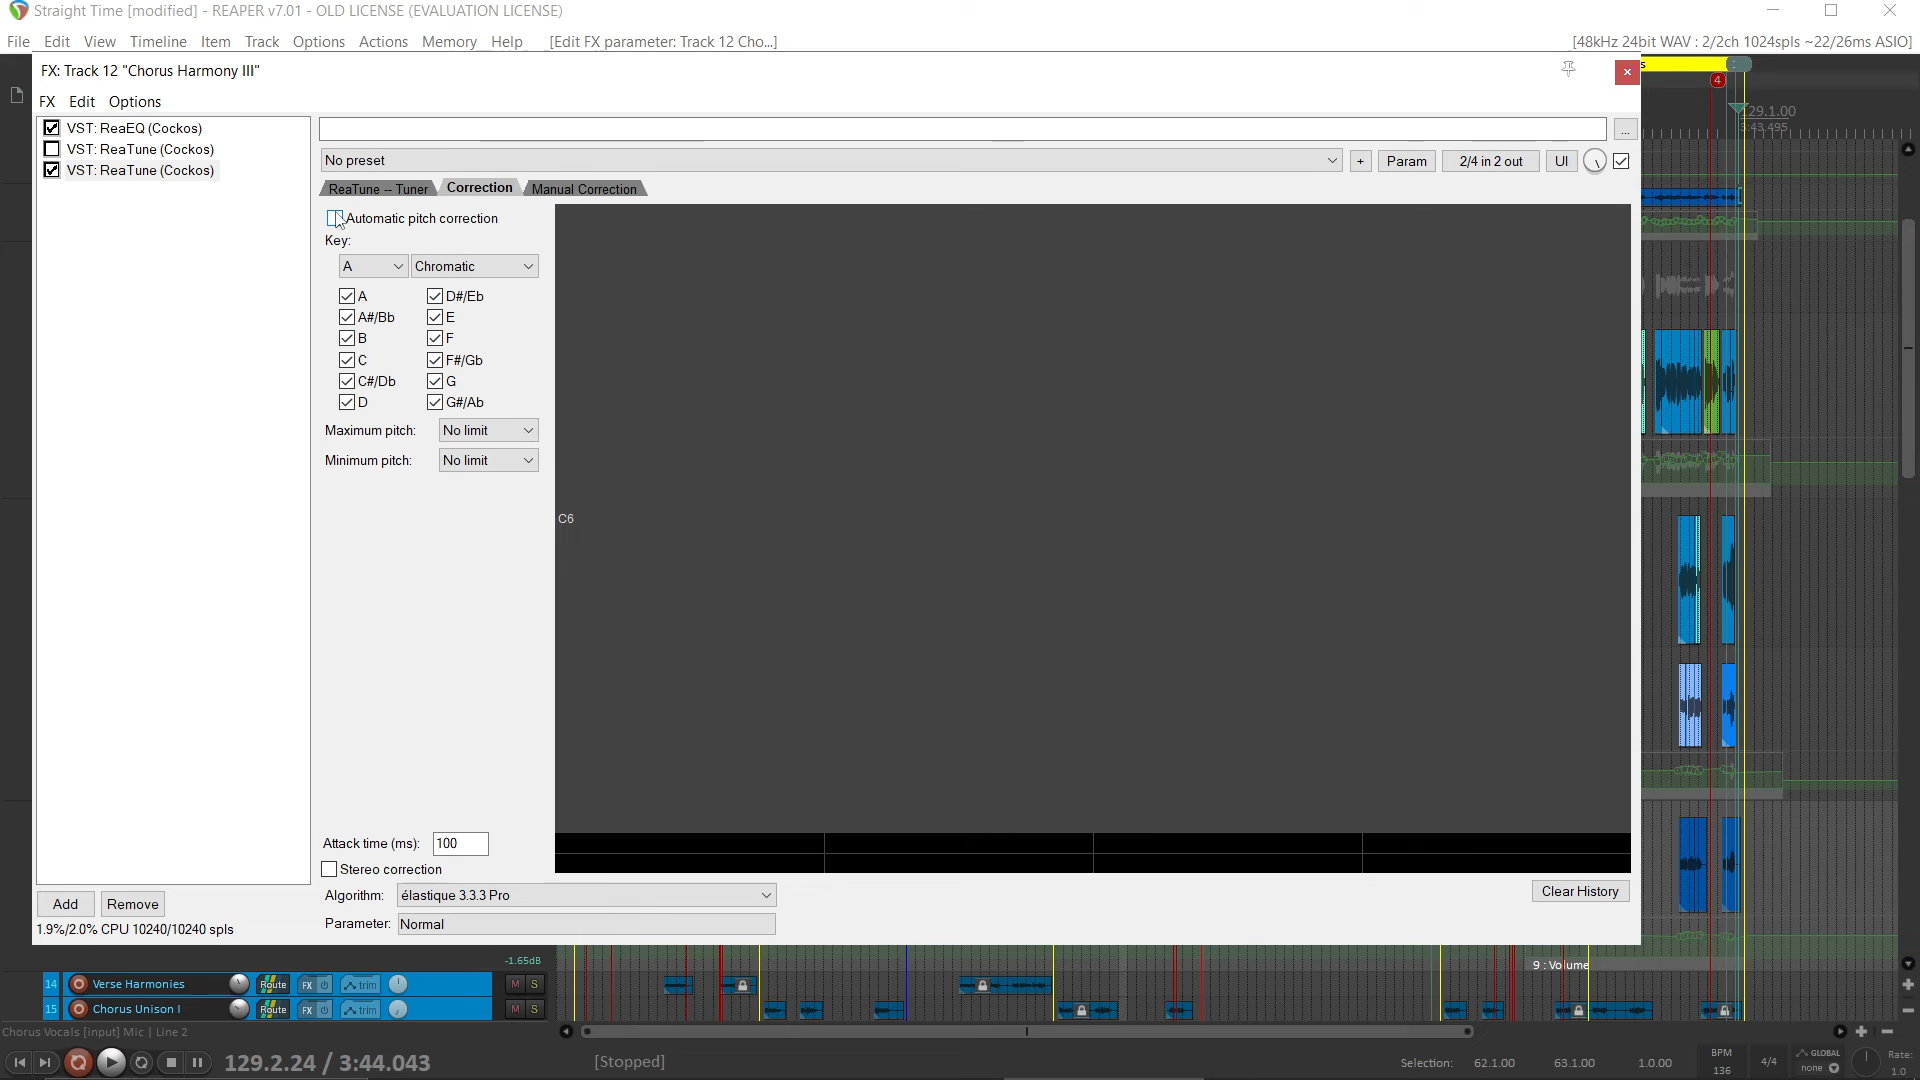 Straight Time [modified] - REAPER v7.01 - OLD LICENSE (EVALUATION LICENSE)
File Edit View Timeline Item Track Options Actions Memory Help [Edit FX parameter: Track 12 Cho...] [48kHz 24bit WAV : 2/2ch 1024spls ~22/26ms ASIO]
FX: Track 12 "Chorus Harmony III"
s
4
FX Edit Options
29.1.00
3:43.495
VST: ReaEQ (Cockos)
VST: ReaTune (Cockos)
VST: ReaTune (Cockos)
...
No preset + Param 2/4 in 2 out UI
ReaTune -- Tuner Correction Manual Correction
Automatic pitch correction
Key:
A Chromatic
A D#/Eb
A#/Bb E
B F
C F#/Gb
C#/Db G
D G#/Ab
Maximum pitch: No limit
Minimum pitch: No limit
C6
Attack time (ms): 100
Stereo correction
Algorithm: élastique 3.3.3 Pro
Clear History
Parameter: Normal
Add Remove
1.9%/2.0% CPU 10240/10240 spls
-1.65dB
9 : Volume
14 Verse Harmonies Route FX trim M S
15 Chorus Unison I Route FX trim M S
Chorus Vocals [input] Mic | Line 2
129.2.24 / 3:44.043 [Stopped] Selection: 62.1.00 63.1.00 1.0.00
BPM
136
4/4
GLOBAL
none
Rate:
1.0